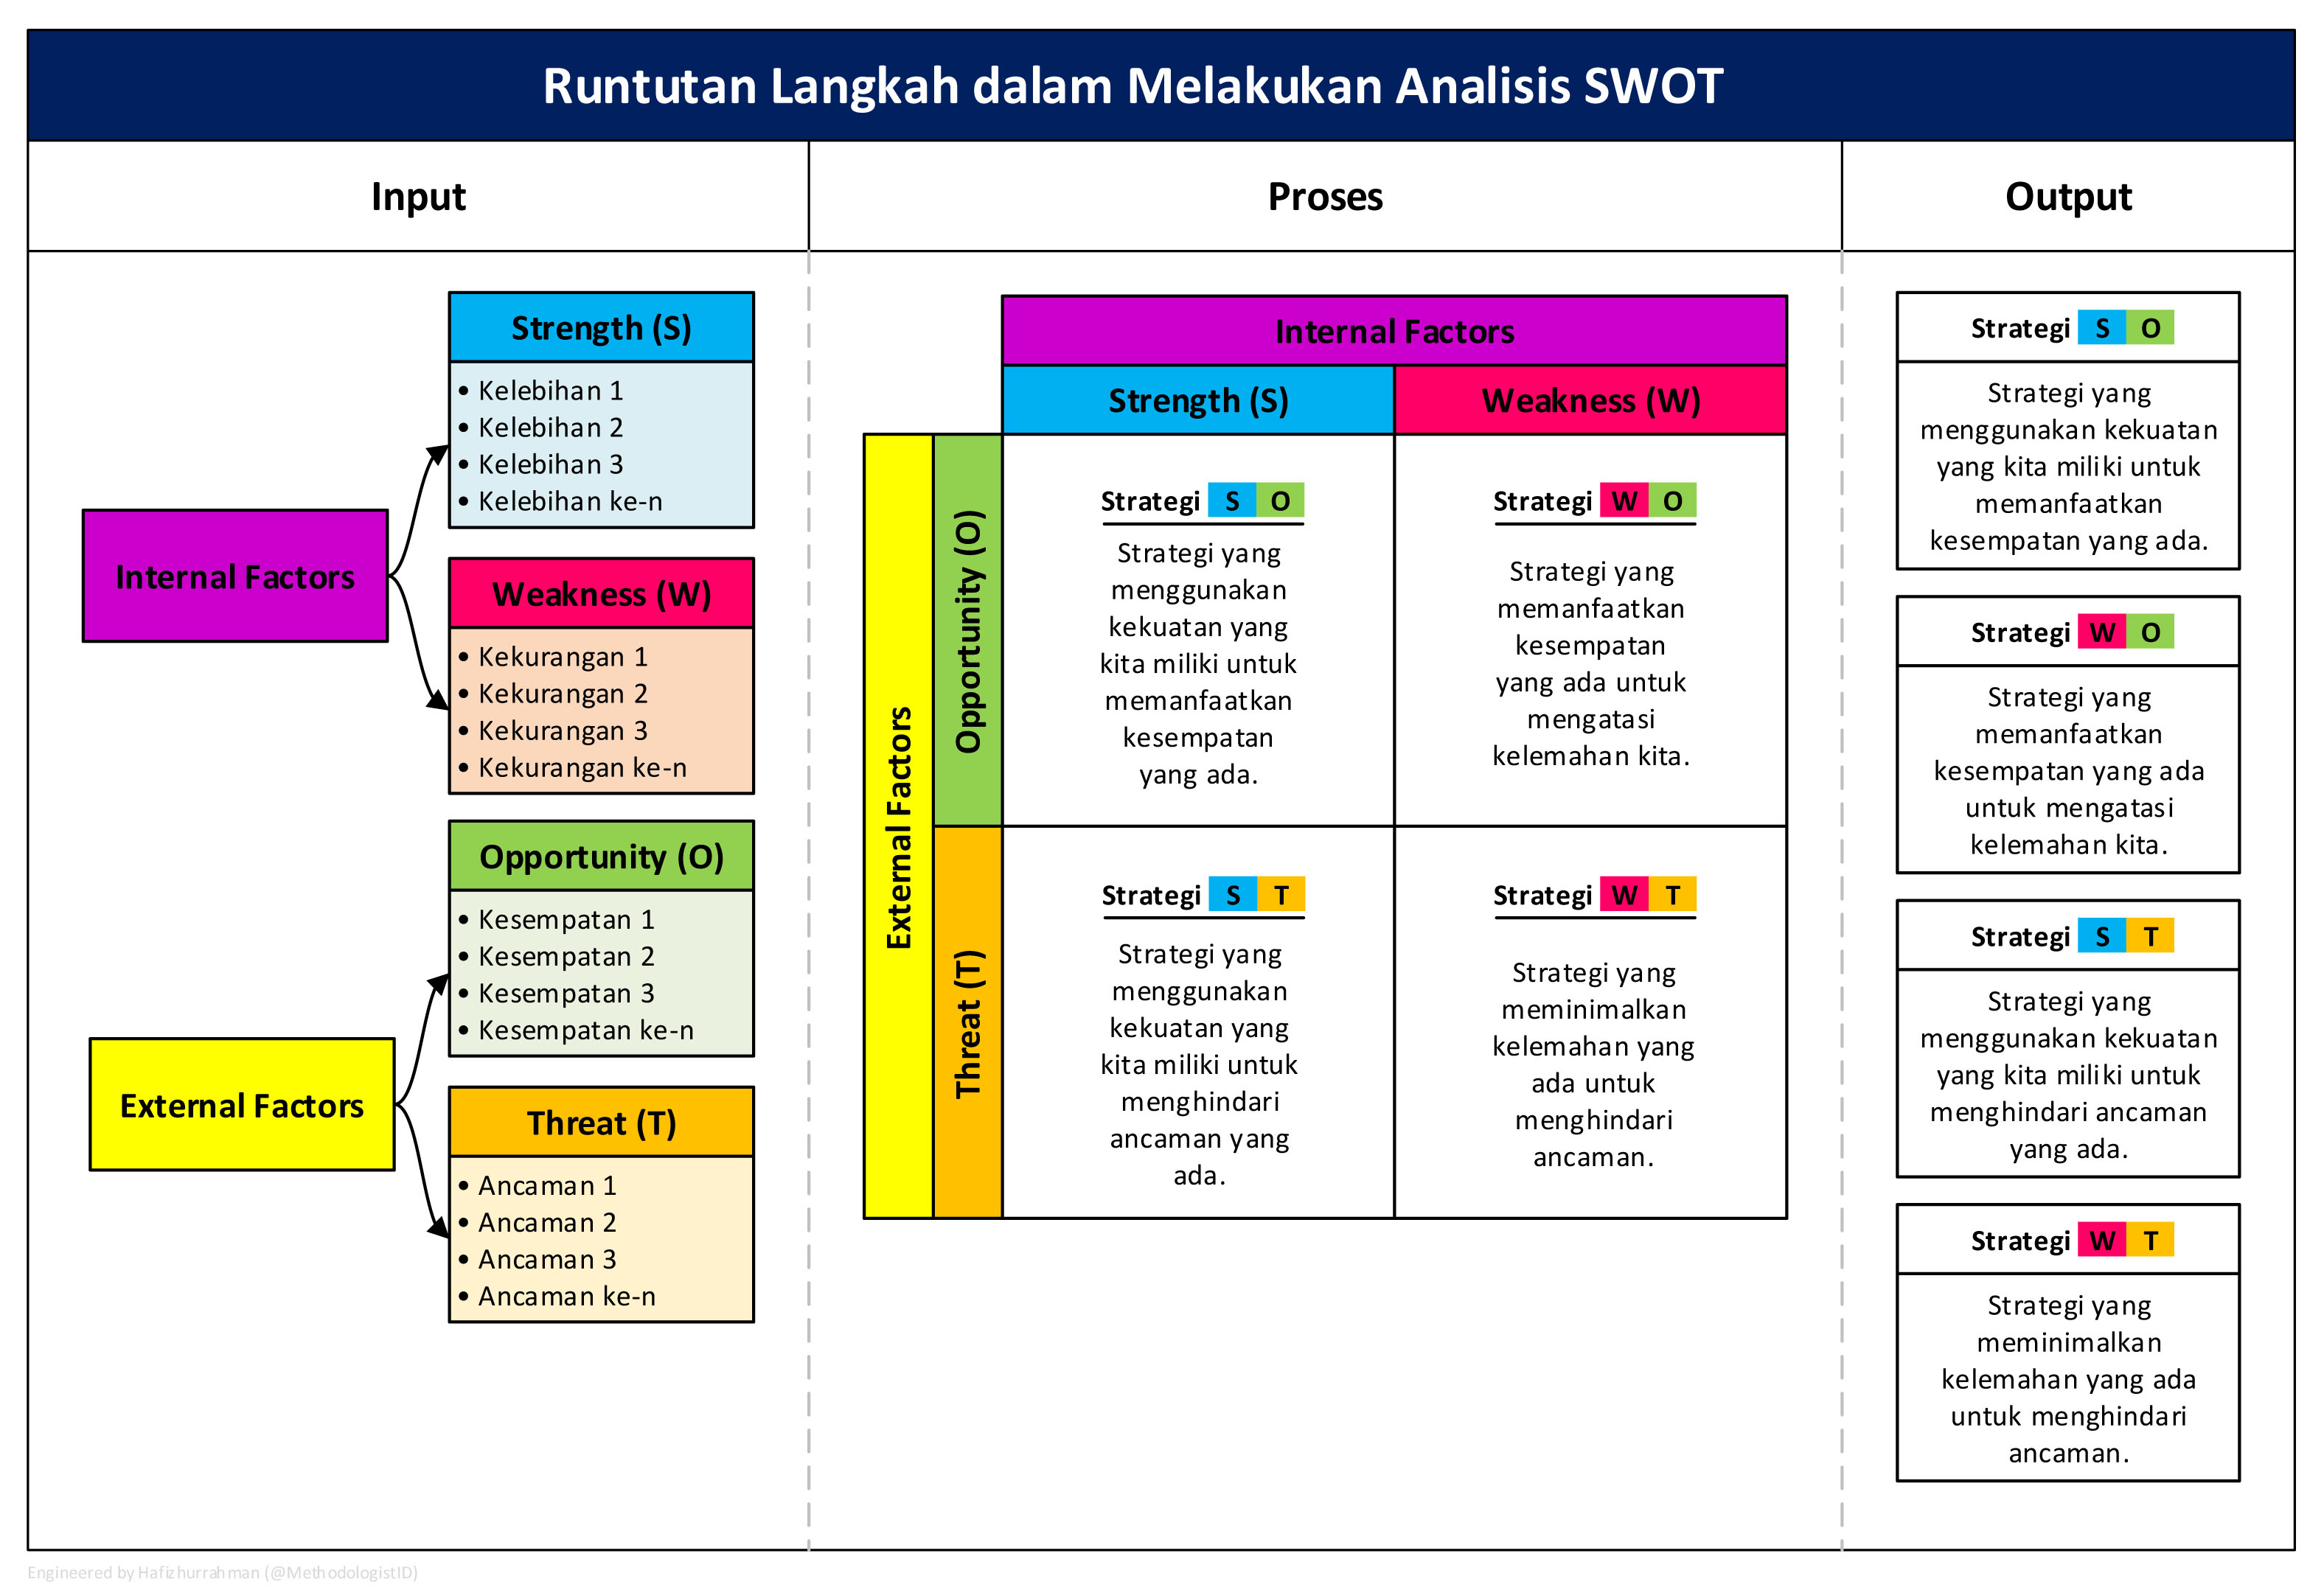 Runtutan Langkah dalam Melakukan Analisis SWOT
Input
Proses
Output
Internal Factors
Strength (S)
• Kelebihan 1
• Kelebihan 2
• Kelebihan 3
• Kelebihan ke-n
Weakness (W)
• Kekurangan 1
• Kekurangan 2
• Kekurangan 3
• Kekurangan ke-n
External Factors
Opportunity (O)
• Kesempatan 1
• Kesempatan 2
• Kesempatan 3
• Kesempatan ke-n
Threat (T)
• Ancaman 1
• Ancaman 2
• Ancaman 3
• Ancaman ke-n
Internal Factors
Strength (S)
Weakness (W)
External Factors
Opportunity (O)
Strategi S O
Strategi yang
menggunakan
kekuatan yang
kita miliki untuk
memanfaatkan
kesempatan
yang ada.
Strategi W O
Strategi yang
memanfaatkan
kesempatan
yang ada untuk
mengatasi
kelemahan kita.
Threat (T)
Strategi S T
Strategi yang
menggunakan
kekuatan yang
kita miliki untuk
menghindari
ancaman yang
ada.
Strategi W T
Strategi yang
meminimalkan
kelemahan yang
ada untuk
menghindari
ancaman.
Strategi S O
Strategi yang
menggunakan kekuatan
yang kita miliki untuk
memanfaatkan
kesempatan yang ada.
Strategi W O
Strategi yang
memanfaatkan
kesempatan yang ada
untuk mengatasi
kelemahan kita.
Strategi S T
Strategi yang
menggunakan kekuatan
yang kita miliki untuk
menghindari ancaman
yang ada.
Strategi W T
Strategi yang
meminimalkan
kelemahan yang ada
untuk menghindari
ancaman.
Engineered by Hafizhurrahman (@MethodologistID)